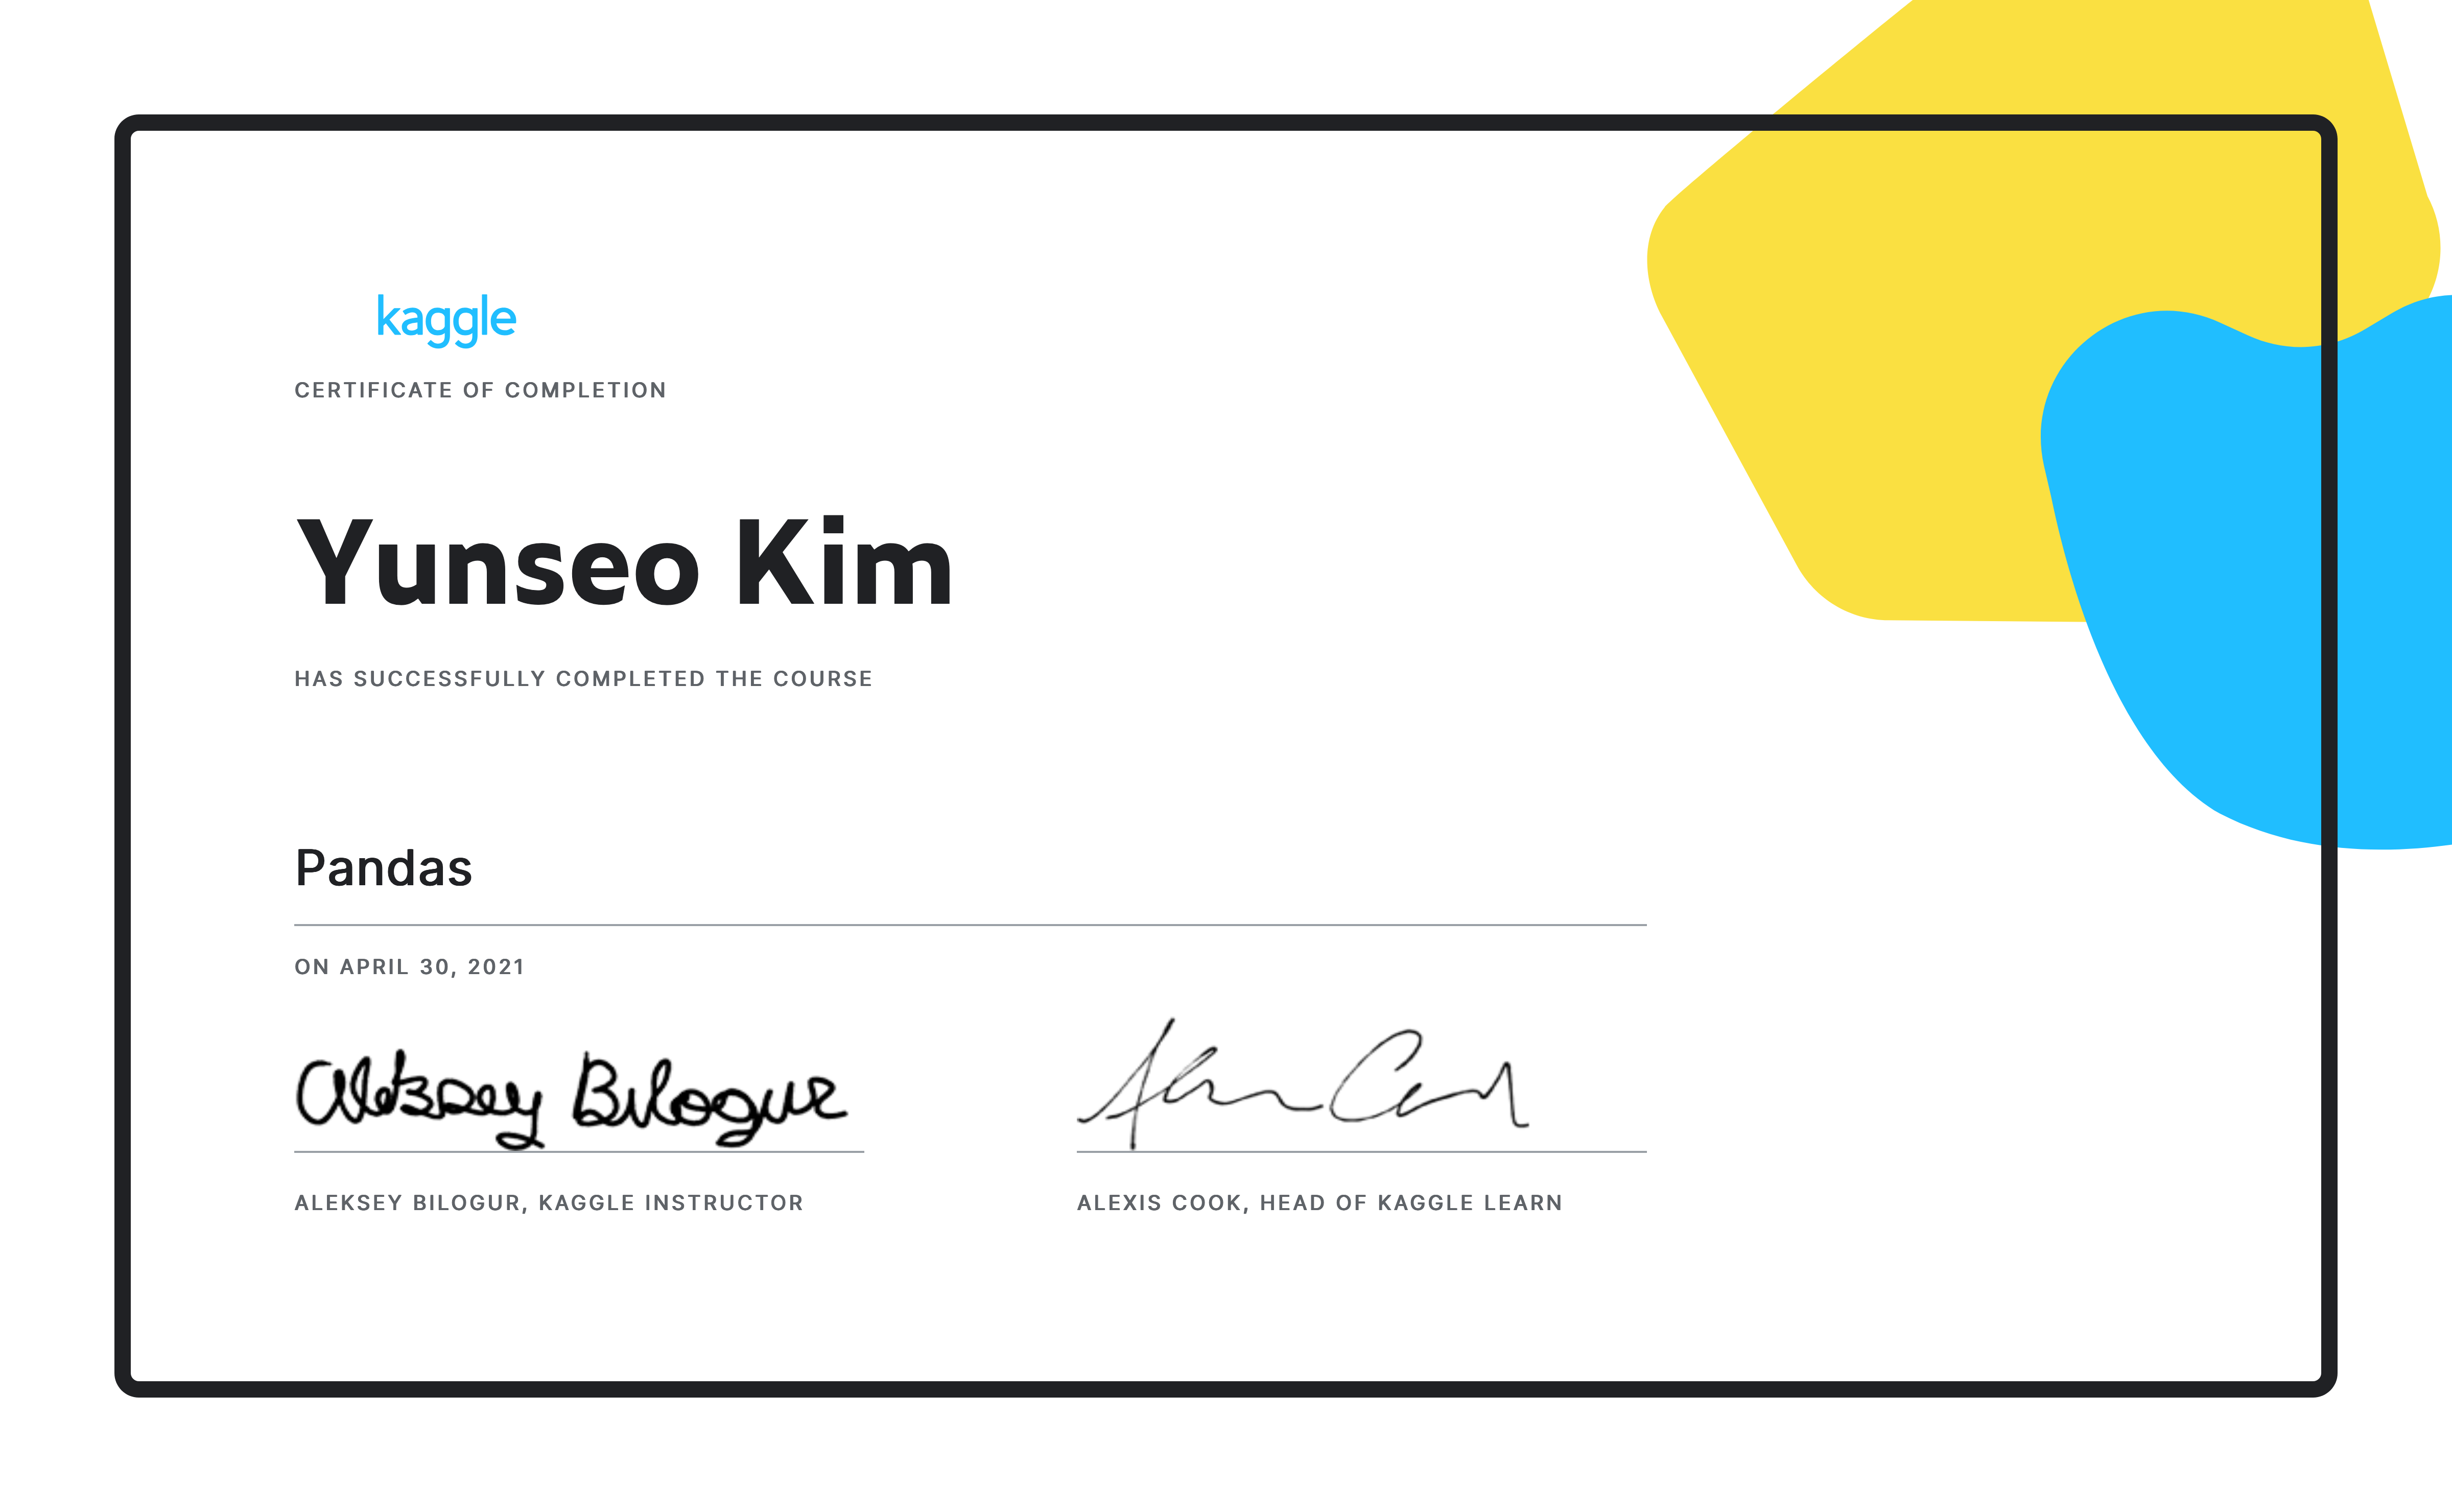 kaggle
CERTIFICATE OF COMPLETION
Yunseo Kim
HAS SUCCESSFULLY COMPLETED THE COURSE
Pandas
ON APRIL 30, 2021
Aleksey Bilogur
ALEKSEY BILOGUR, KAGGLE INSTRUCTOR
ALEXIS COOK, HEAD OF KAGGLE LEARN